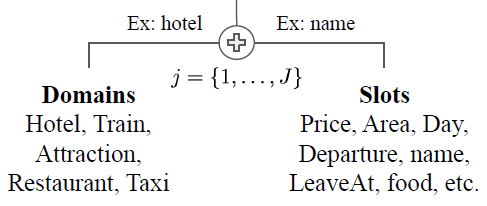 Ex: hotel
Ex: name
j = {1, . . . , J}
Domains
Hotel, Train,
Attraction,
Restaurant, Taxi
Slots
Price, Area, Day,
Departure, name,
LeaveAt, food, etc.